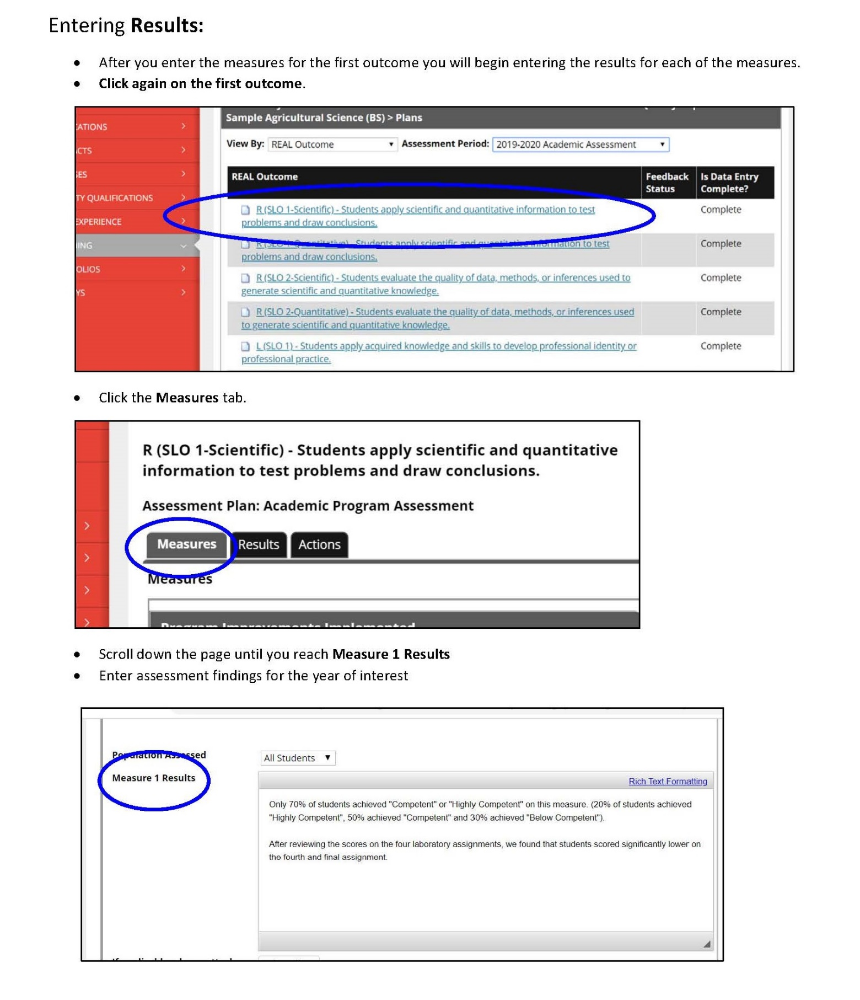 Entering Results:
• After you enter the measures for the first outcome you will begin entering the results for each of the measures.
• Click again on the first outcome.
Sample Agricultural Science (BS) > Plans
ATIONS
CTS
SES
TY QUALIFICATIONS
EXPERIENCE
ING
OLIOS
YS
View By: REAL Outcome Assessment Period: 2019-2020 Academic Assessment
REAL Outcome Feedback Status Is Data Entry Complete?
R (SLO 1-Scientific) - Students apply scientific and quantitative information to test Complete
problems and draw conclusions.
R (SLO 1-Quantitative) - Students apply scientific and quantitative information to test Complete
problems and draw conclusions.
R (SLO 2-Scientific) - Students evaluate the quality of data, methods, or inferences used to Complete
generate scientific and quantitative knowledge.
R (SLO 2-Quantitative) - Students evaluate the quality of data, methods, or inferences used Complete
to generate scientific and quantitative knowledge.
L (SLO 1) - Students apply acquired knowledge and skills to develop professional identity or Complete
professional practice.
• Click the Measures tab.
R (SLO 1-Scientific) - Students apply scientific and quantitative
information to test problems and draw conclusions.
Assessment Plan: Academic Program Assessment
Measures Results Actions
Measures
Program Improvements Implemented
• Scroll down the page until you reach Measure 1 Results
• Enter assessment findings for the year of interest
Population Assessed All Students
Measure 1 Results
Rich Text Formatting
Only 70% of students achieved "Competent" or "Highly Competent" on this measure. (20% of students achieved
"Highly Competent", 50% achieved "Competent" and 30% achieved "Below Competent").
After reviewing the scores on the four laboratory assignments, we found that students scored significantly lower on
the fourth and final assignment.